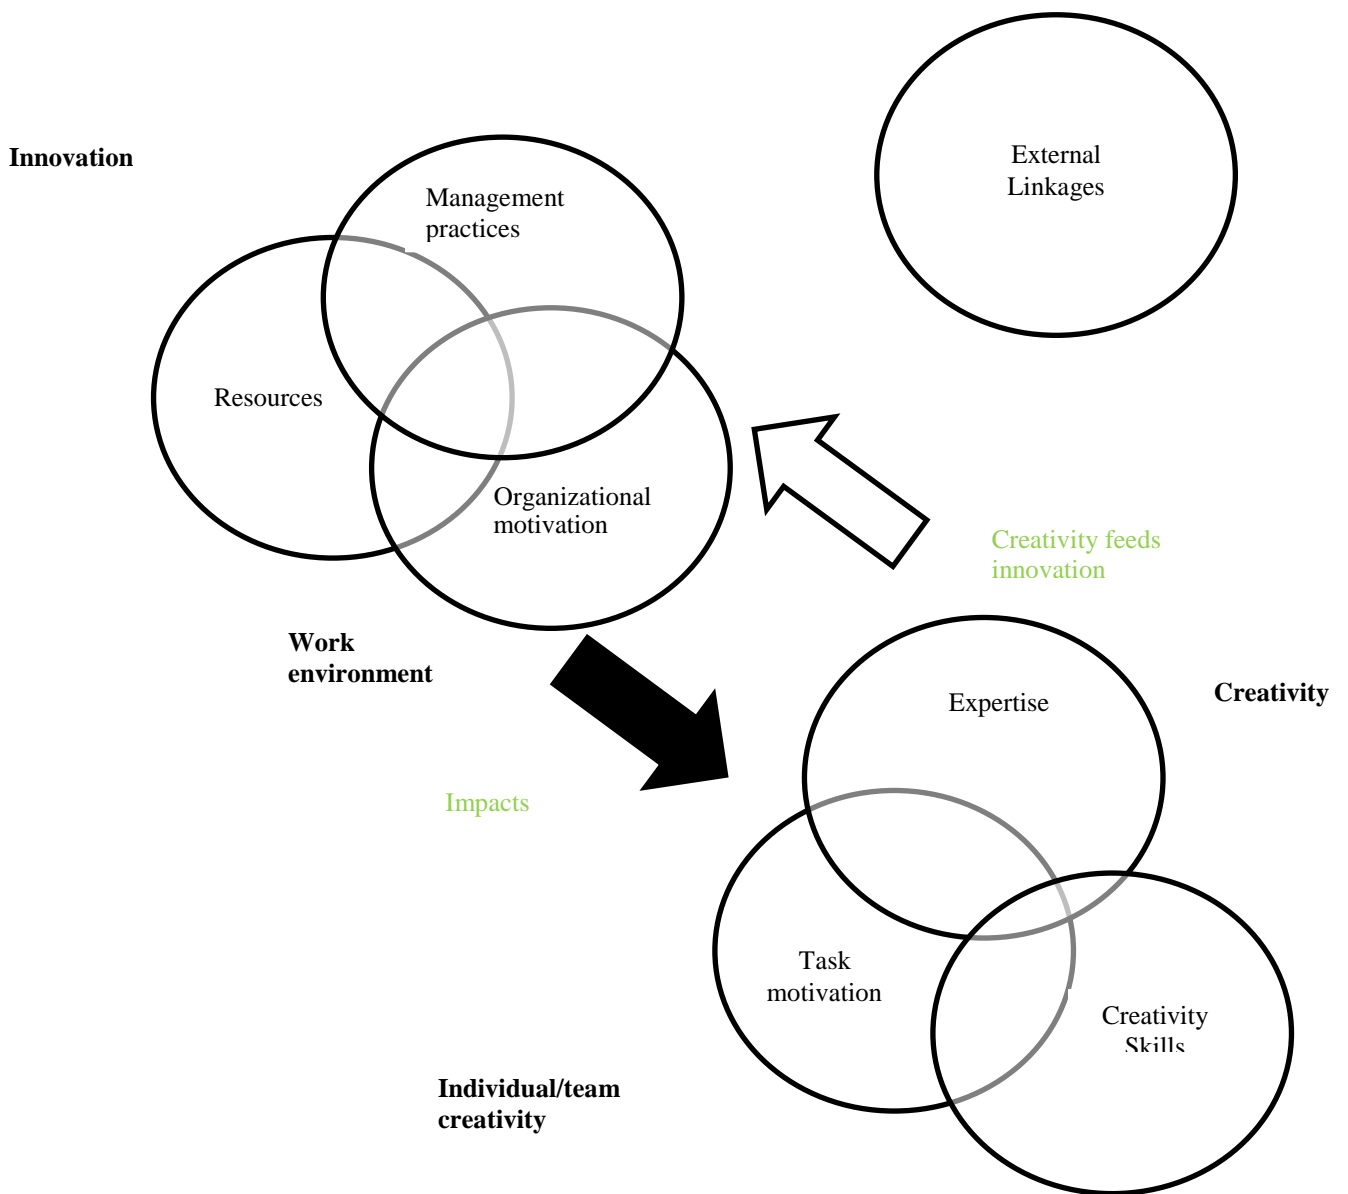 External
Linkages
Innovation
Management
practices
Resources
Organizational
motivation
Creativity feeds
innovation
Work
environment
Creativity
Expertise
Impacts
Task
motivation
Creativity
Skills
Individual/team
creativity